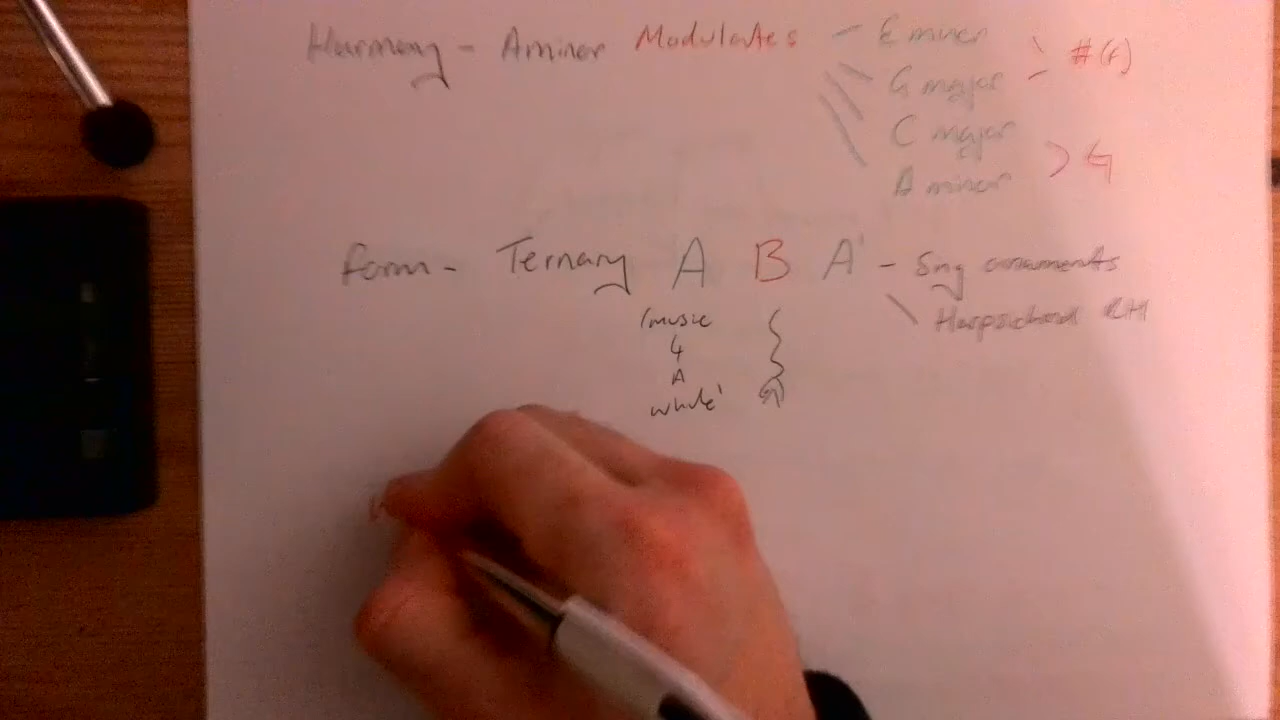 Harmony - A minor Modulates - E minor
G major
#(F)
C major
A minor
> G
Form - Ternary A B A' - Sing ornaments
Harpsichord RH
'music
4
A
while'